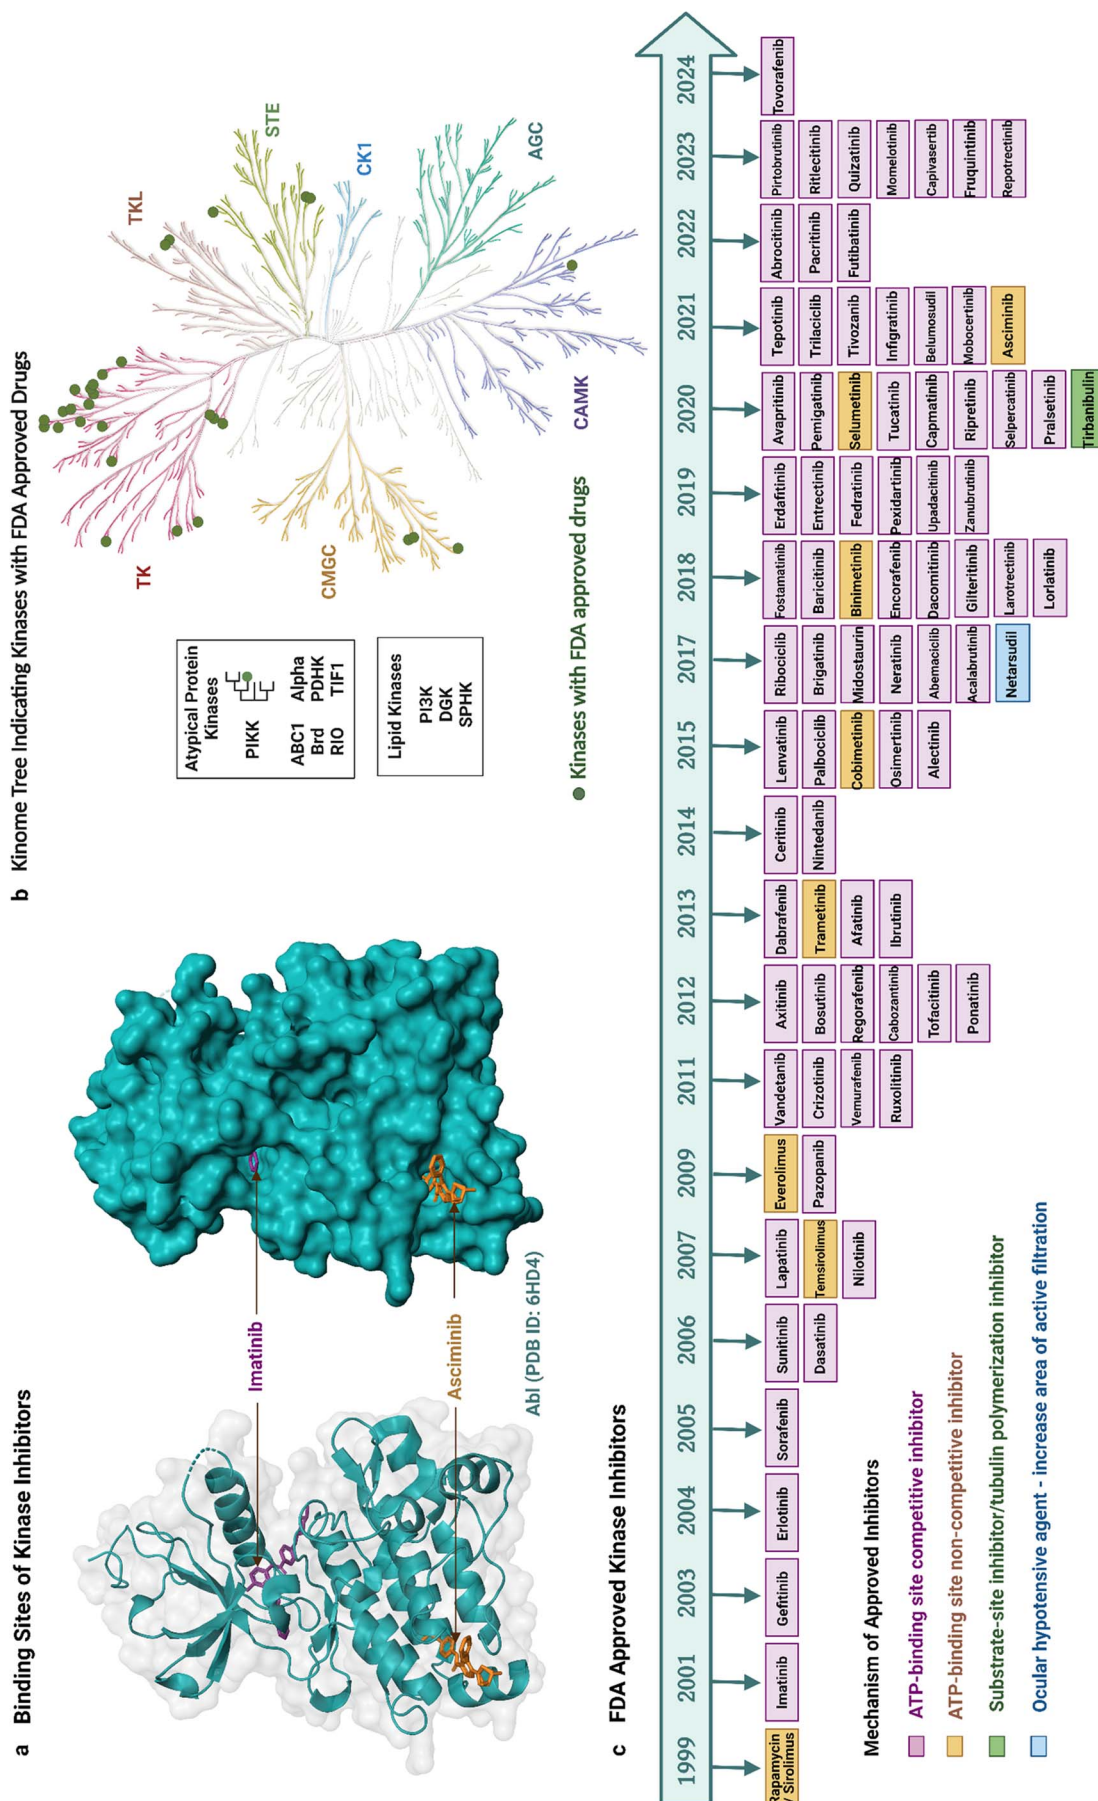 a Binding Sites of Kinase Inhibitors
Imatinib
Asciminib
Abl (PDB ID: 6HD4)
b Kinome Tree Indicating Kinases with FDA Approved Drugs
Atypical Protein
Kinases
PIKK
ABC1 Alpha
Brd PDHK
RIO TIF1
Lipid Kinases
PI3K
DGK
SPHK
TK
TKL
STE
CK1
AGC
CAMK
CMGC
Kinases with FDA approved drugs
c FDA Approved Kinase Inhibitors
1999
Rapamycin
/ Sirolimus
2001
Imatinib
2003
Gefitinib
2004
Erlotinib
2005
Sorafenib
2006
Sunitinib
Dasatinib
2007
Lapatinib
Temsirolimus
Nilotinib
2009
Everolimus
Pazopanib
2011
Vandetanib
Crizotinib
Vemurafenib
Ruxolitinib
2012
Axitinib
Bosutinib
Regorafenib
Cabozantinib
Tofacitinib
Ponatinib
2013
Dabrafenib
Trametinib
Afatinib
Ibrutinib
2014
Ceritinib
Nintedanib
2015
Lenvatinib
Palbociclib
Cobimetinib
Osimertinib
Alectinib
2017
Ribociclib
Brigatinib
Midostaurin
Neratinib
Abemaciclib
Acalabrutinib
Netarsudil
2018
Fostamatinib
Baricitinib
Binimetinib
Encorafenib
Dacomitinib
Gilteritinib
Larotrectinib
Lorlatinib
2019
Erdafitinib
Entrectinib
Fedratinib
Pexidartinib
Upadacitinib
Zanubrutinib
2020
Avapritinib
Pemigatinib
Selumetinib
Tucatinib
Capmatinib
Ripretinib
Selpercatinib
Pralsetinib
Tirbanibulin
2021
Tepotinib
Trilaciclib
Tivozanib
Infigratinib
Belumosudil
Mobocertinib
Asciminib
2022
Abrocitinib
Pacritinib
Futibatinib
2023
Pirtobrutinib
Ritlecitinib
Quizatinib
Momelotinib
Capivasertib
Fruquintinib
Repotrectinib
2024
Tovorafenib
Mechanism of Approved Inhibitors
ATP-binding site competitive inhibitor
ATP-binding site non-competitive inhibitor
Substrate-site inhibitor/tubulin polymerization inhibitor
Ocular hypotensive agent - increase area of active filtration